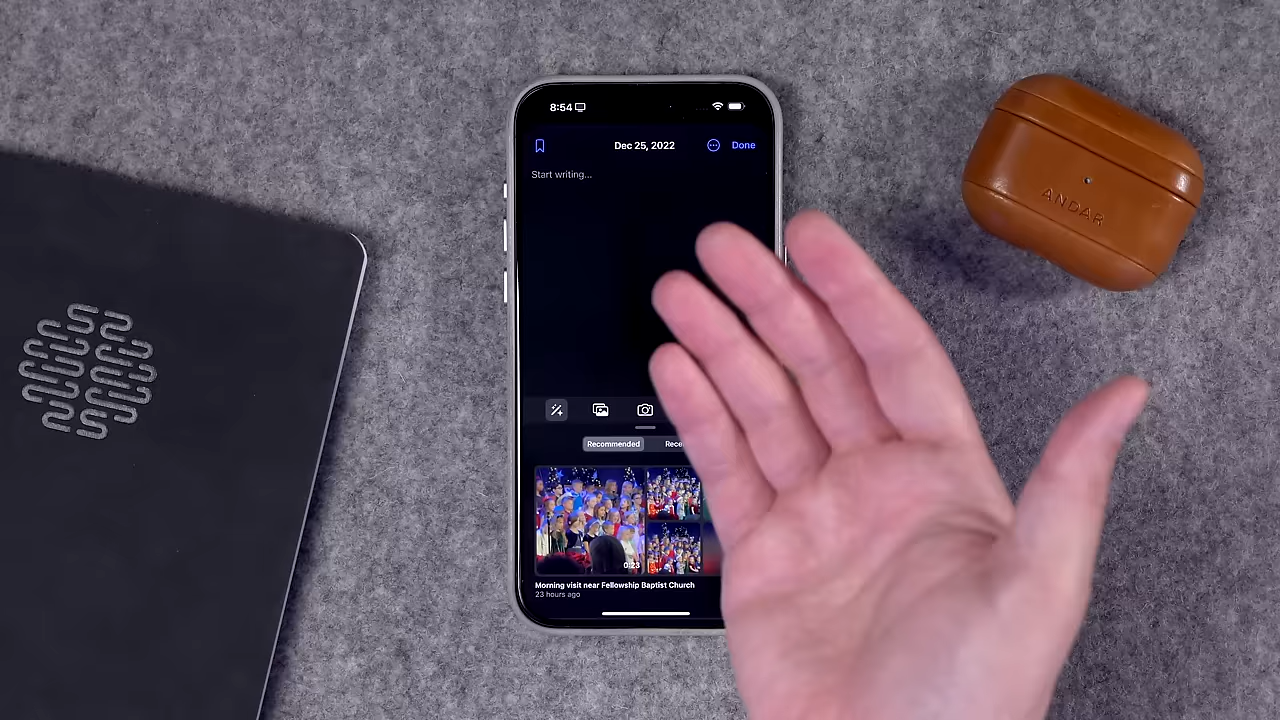 8:54
Dec 25, 2022
Done
Start writing...
Recommended
0:23
Morning visit near Fellowship Baptist Church
23 hours ago
ANDAR